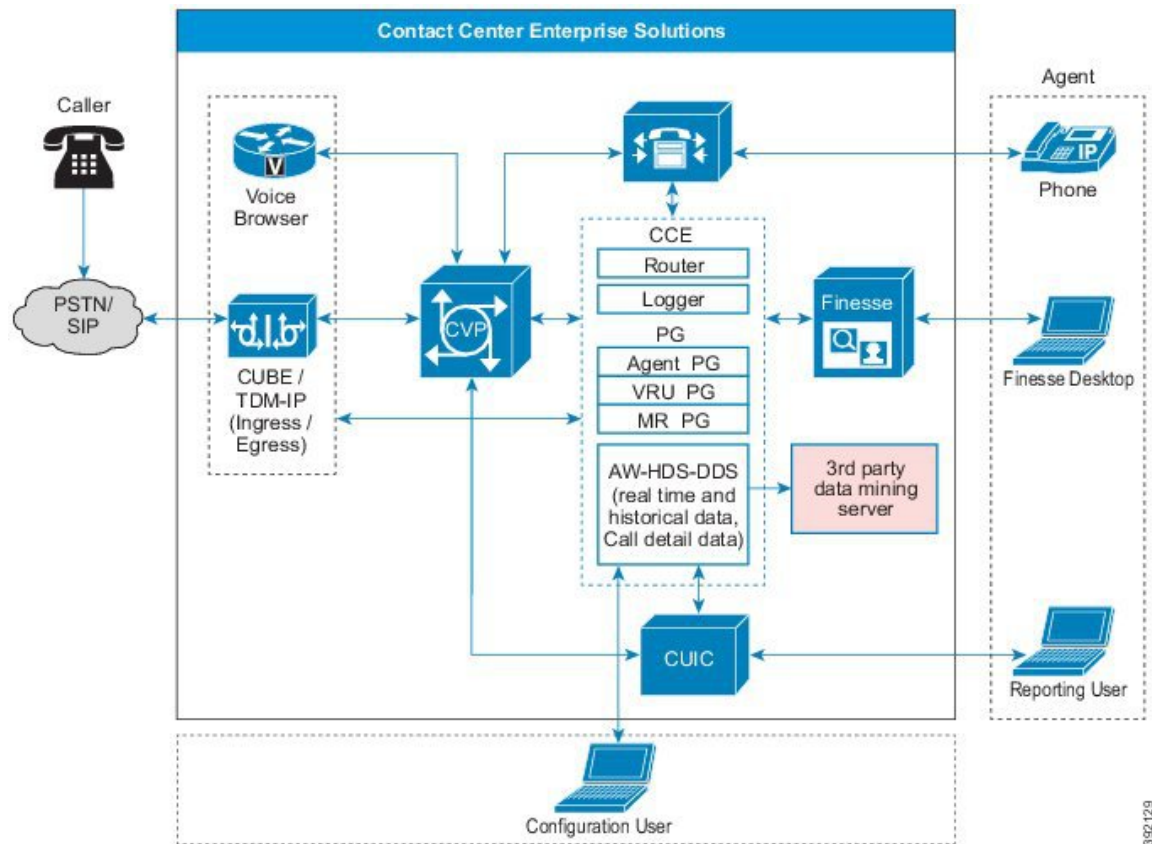 Contact Center Enterprise Solutions
Caller
Agent
V
Voice
Browser
IP
Phone
PSTN/
SIP
CUBE /
TDM-IP
(Ingress /
Egress)
CVP
CCE
Router
Logger
PG
Agent PG
VRU PG
MR PG
AW-HDS-DDS
(real time and
historical data,
Call detail data)
Finesse
Finesse Desktop
3rd party
data mining
server
CUIC
Reporting User
Configuration User
392129